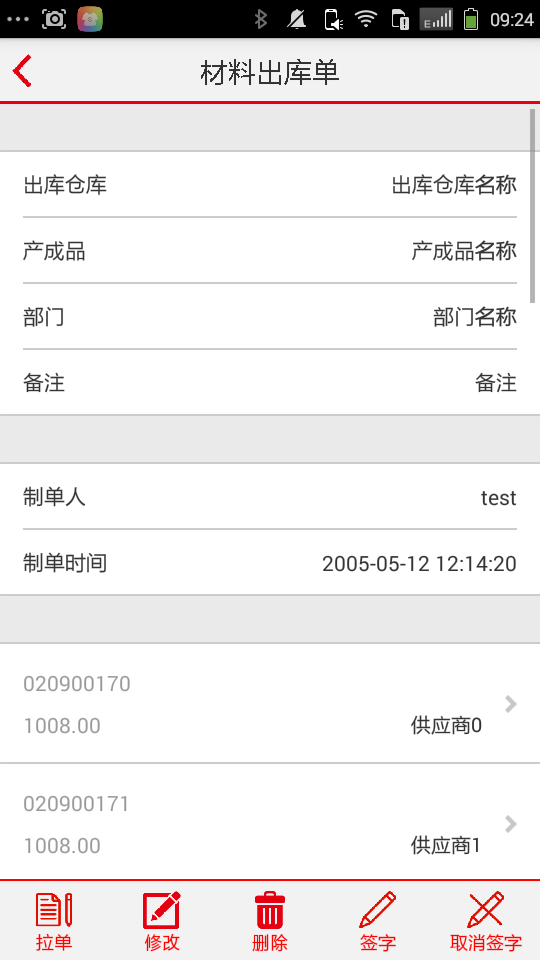 E 09:24
材料出库单
出库仓库 出库仓库名称
产成品 产成品名称
部门 部门名称
备注 备注
制单人 test
制单时间 2005-05-12 12:14:20
020900170
1008.00 供应商0
020900171
1008.00 供应商1
拉单 修改 删除 签字 取消签字